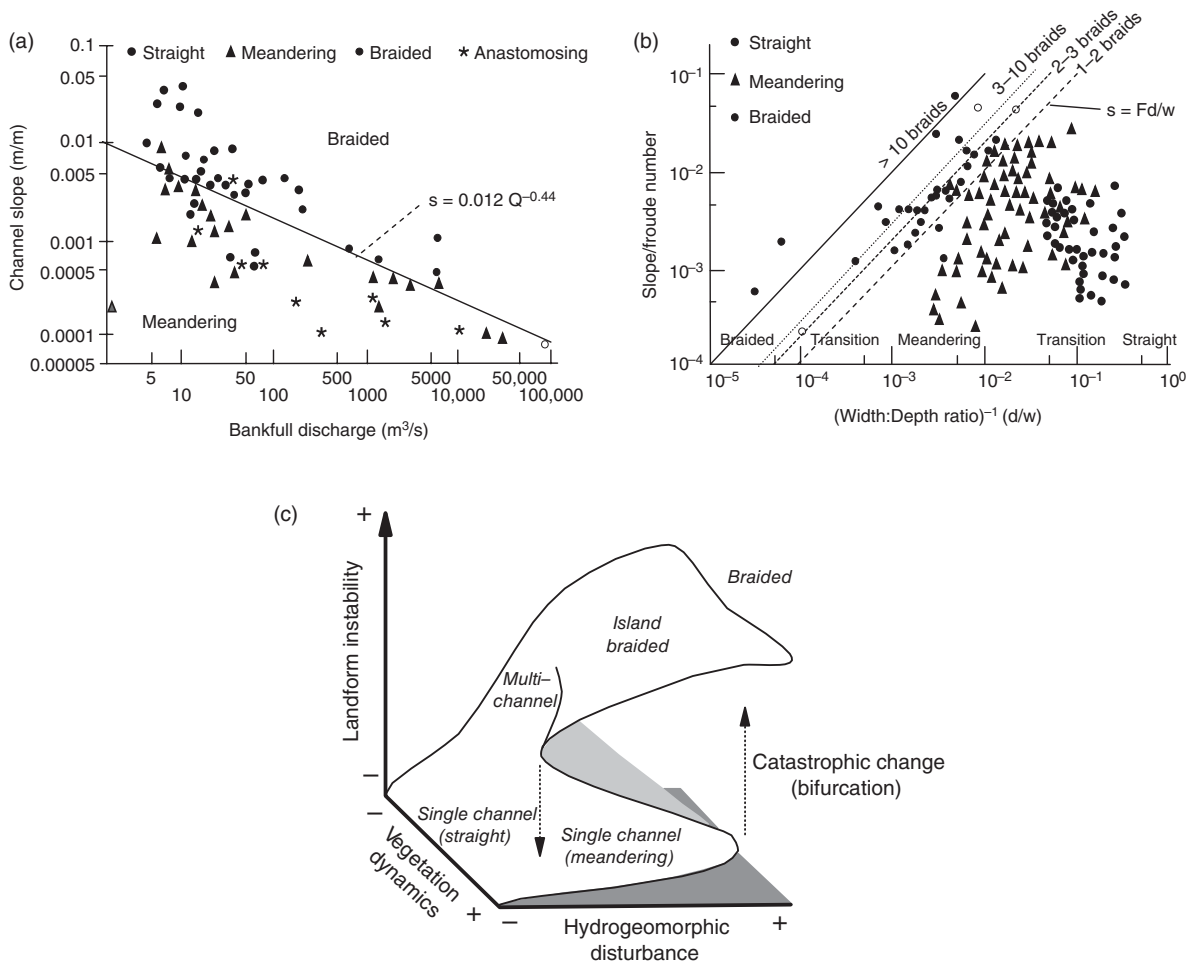 (a)
Straight Meandering Braided * Anastomosing
0.1
0.05
0.01
0.005
0.001
0.0005
0.0001
0.00005
Channel slope (m/m)
Braided
s = 0.012 Q–0.44
Meandering
5 50 500 5000 50,000
10 100 1000 10,000 100,000
Bankfull discharge (m3/s)
(b)
Straight
Meandering
Braided
> 10 braids
3–10 braids
2–3 braids
1–2 braids
s = Fd/w
Slope/froude number
10–1
10–2
10–3
10–4
Braided Transition Meandering Transition Straight
10–5 10–4 10–3 10–2 10–1 100
(Width:Depth ratio)–1 (d/w)
(c)
+
Landform instability
–
Braided
Island
braided
Multi–
channel
Catastrophic change
(bifurcation)
Single channel
(straight)
Single channel
(meandering)
–
Vegetation
dynamics
+
– +
Hydrogeomorphic
disturbance